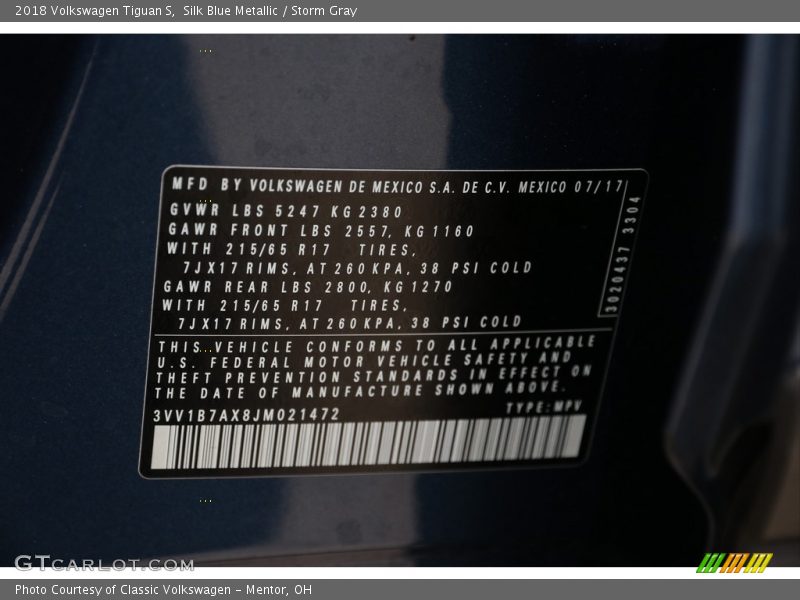 2018 Volkswagen Tiguan S,  Silk Blue Metallic / Storm Gray
MFD BY VOLKSWAGEN DE MEXICO S.A. DE C.V. MEXICO 07/17
GVWR LBS 5247 KG 2380
GAWR FRONT LBS 2557, KG 1160
WITH 215/65 R17 TIRES,
7JX17 RIMS, AT 260 KPA, 38 PSI COLD
GAWR REAR LBS 2800, KG 1270
WITH 215/65 R17 TIRES,
7JX17 RIMS, AT 260 KPA, 38 PSI COLD
3020437 3304
THIS VEHICLE CONFORMS TO ALL APPLICABLE
U.S. FEDERAL MOTOR VEHICLE SAFETY AND
THEFT PREVENTION STANDARDS IN EFFECT ON
THE DATE OF MANUFACTURE SHOWN ABOVE.
3VV1B7AX8JM021472 TYPE: MPV
GTCARLOT.COM
Photo Courtesy of Classic Volkswagen - Mentor, OH